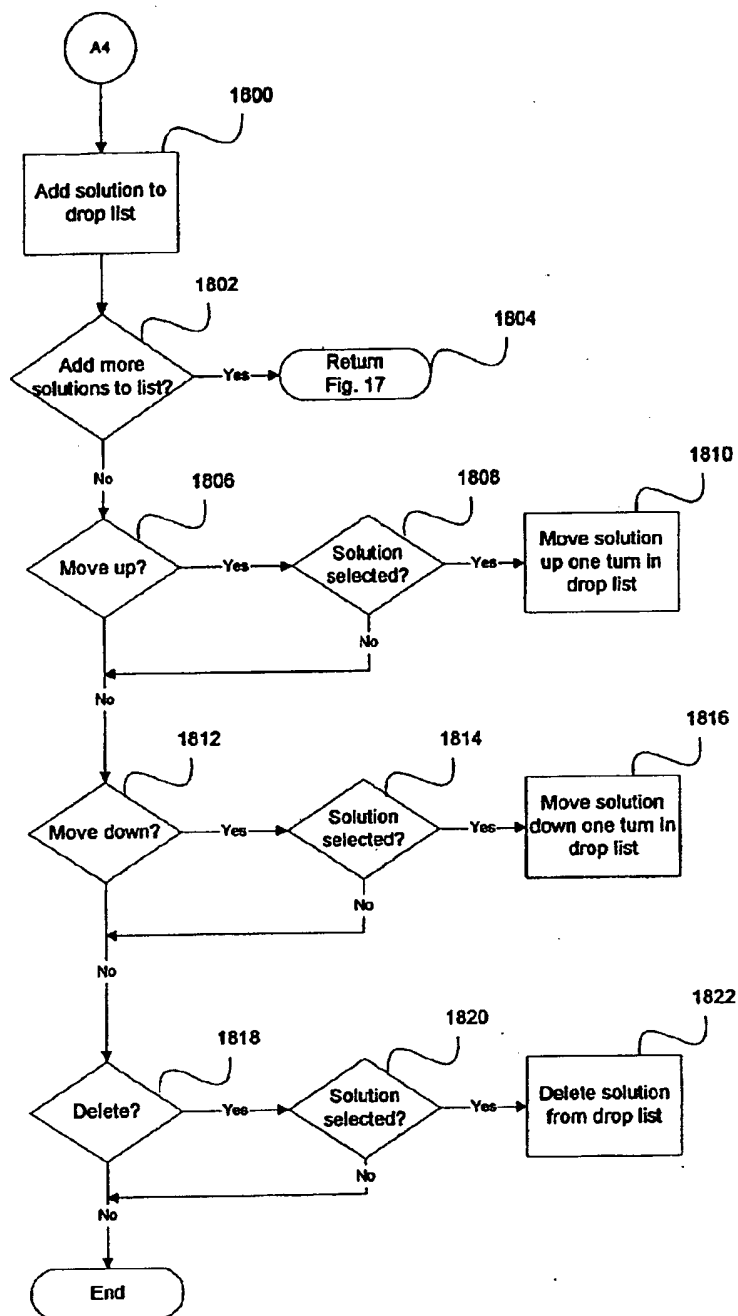 A4
1800
Add solution to
drop list
1802
Add more
solutions to list?
Yes
Return
Fig. 17
1804
No
1806
Move up?
Yes
1808
Solution
selected?
Yes
1810
Move solution
up one turn in
drop list
No
No
1812
Move down?
Yes
1814
Solution
selected?
Yes
1816
Move solution
down one turn in
drop list
No
No
1818
Delete?
Yes
1820
Solution
selected?
Yes
1822
Delete solution
from drop list
No
No
End